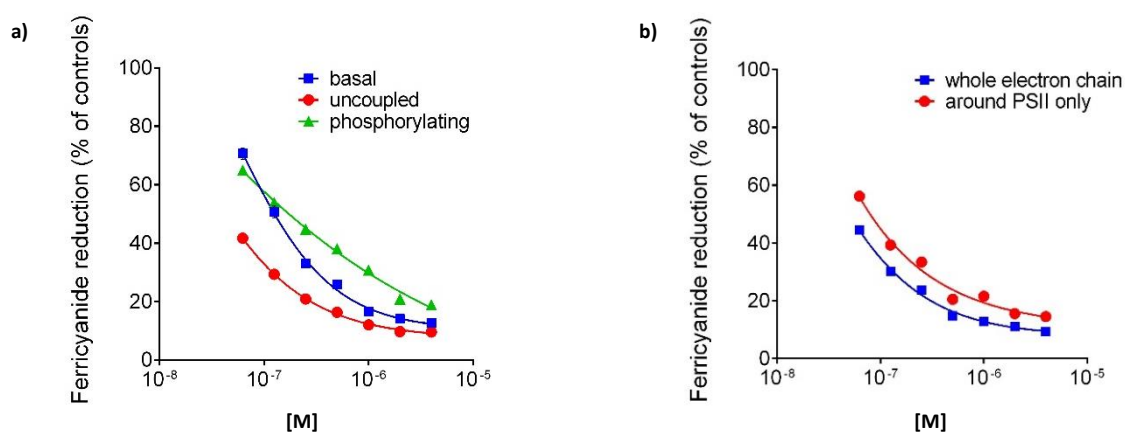 a)
Ferricyanide reduction (% of controls)
100
80
60
40
20
0
10-8
10-7
10-6
10-5
basal
uncoupled
phosphorylating
[M]
b)
Ferricyanide reduction (% of controls)
100
80
60
40
20
0
10-8
10-7
10-6
10-5
whole electron chain
around PSII only
[M]